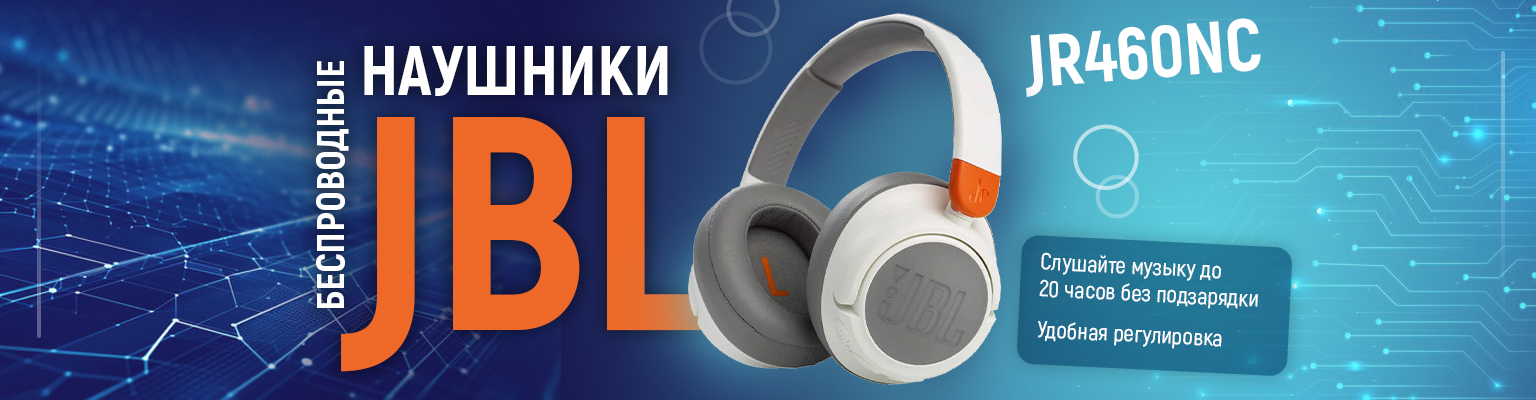 БЕСПРОВОДНЫЕ
НАУШНИКИ
JBL
JR460NC
Jr
L
JBL
Слушайте музыку до
20 часов без подзарядки
Удобная регулировка